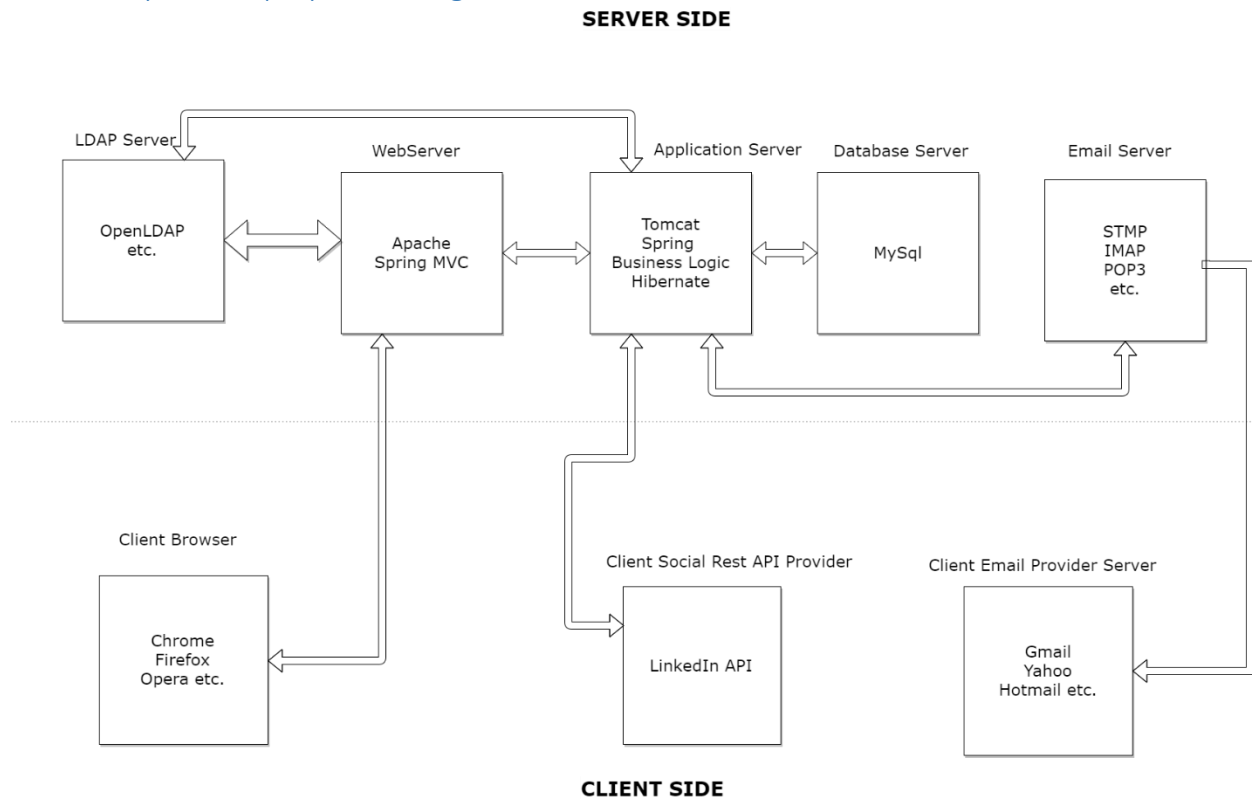 SERVER SIDE
LDAP Server
WebServer
Application Server
Database Server
Email Server
OpenLDAP
etc.
Apache
Spring MVC
Tomcat
Spring
Business Logic
Hibernate
MySql
STMP
IMAP
POP3
etc.
Client Browser
Client Social Rest API Provider
Client Email Provider Server
Chrome
Firefox
Opera etc.
LinkedIn API
Gmail
Yahoo
Hotmail etc.
CLIENT SIDE